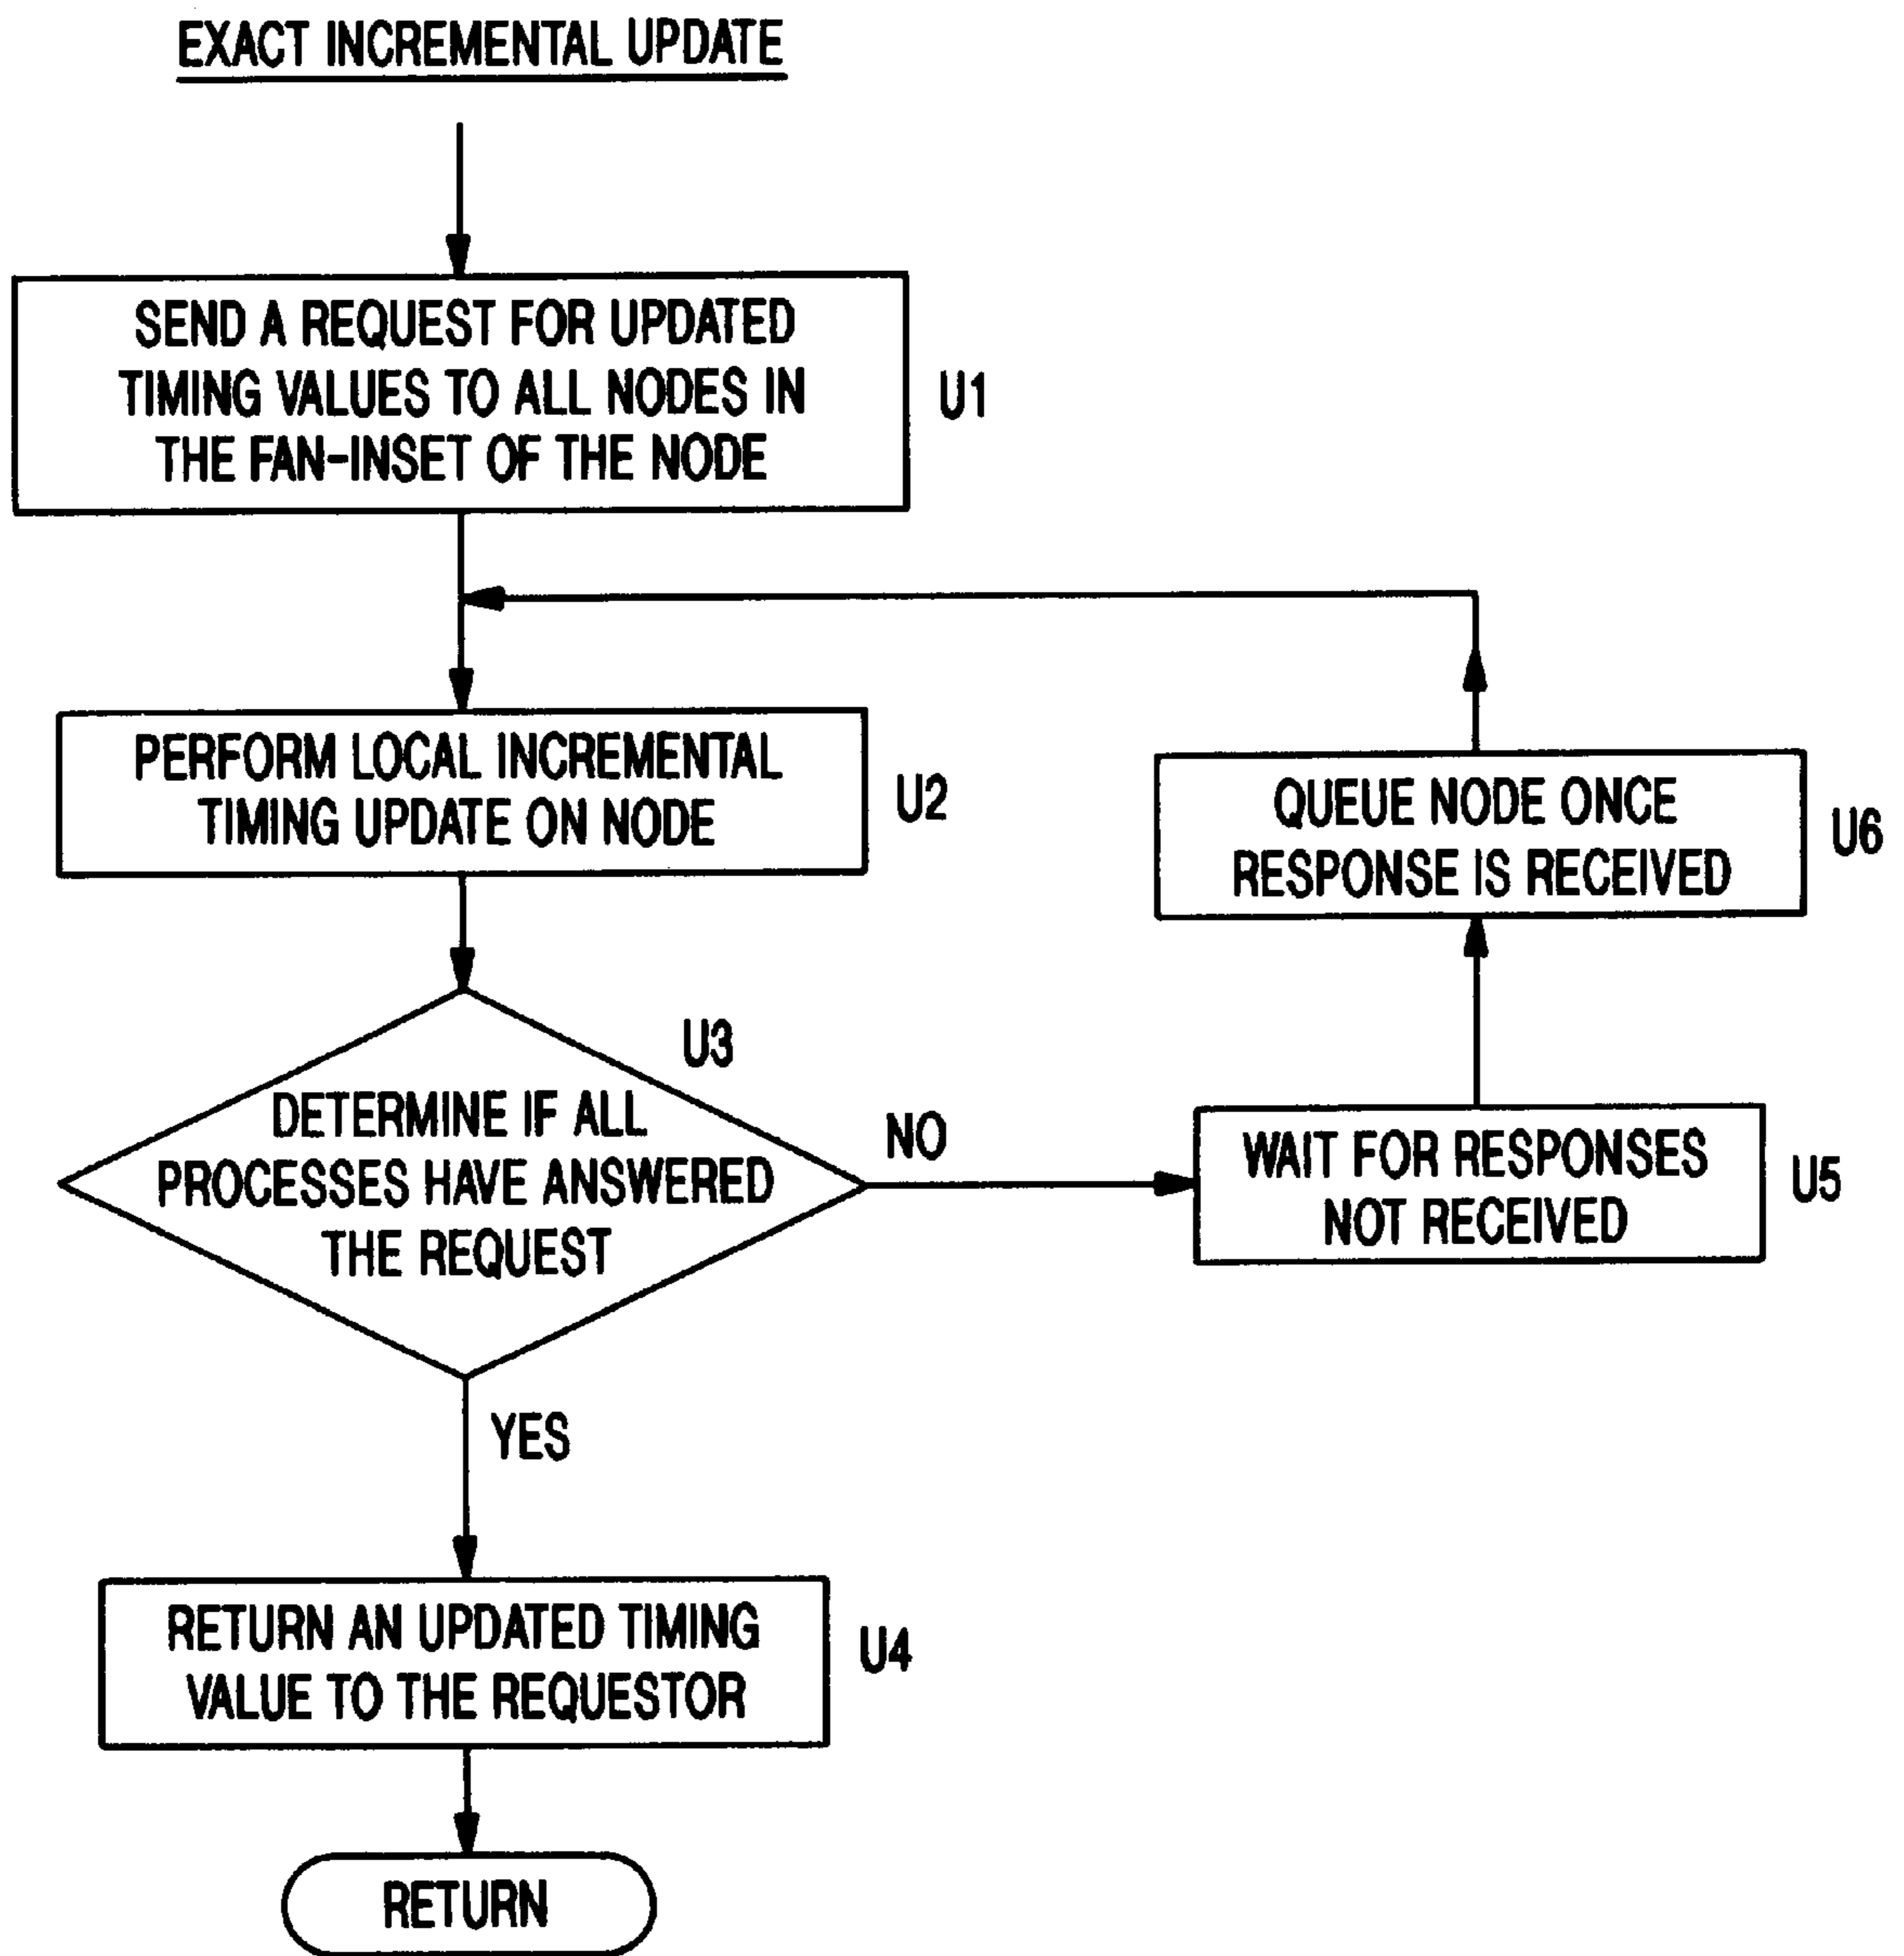 EXACT INCREMENTAL UPDATE
SEND A REQUEST FOR UPDATED
TIMING VALUES TO ALL NODES IN
THE FAN-INSET OF THE NODE
U1
PERFORM LOCAL INCREMENTAL
TIMING UPDATE ON NODE
U2
QUEUE NODE ONCE
RESPONSE IS RECEIVED
U6
U3
DETERMINE IF ALL
PROCESSES HAVE ANSWERED
THE REQUEST
NO
WAIT FOR RESPONSES
NOT RECEIVED
U5
YES
RETURN AN UPDATED TIMING
VALUE TO THE REQUESTOR
U4
RETURN